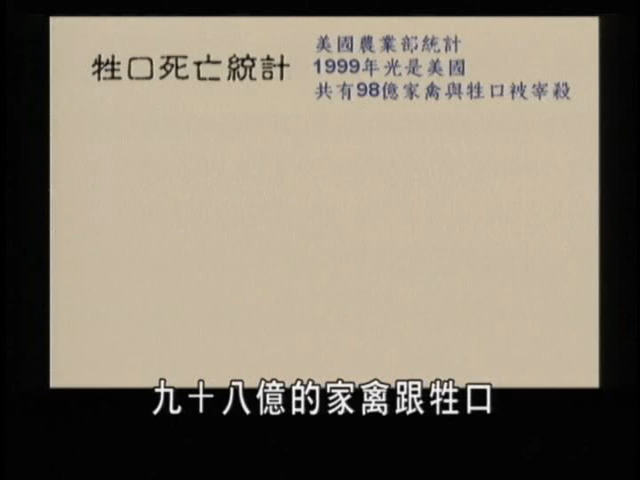 牲口死亡統計
美國農業部統計
1999年光是美國
共有98億家禽與牲口被宰殺
九十八億的家禽跟牲口